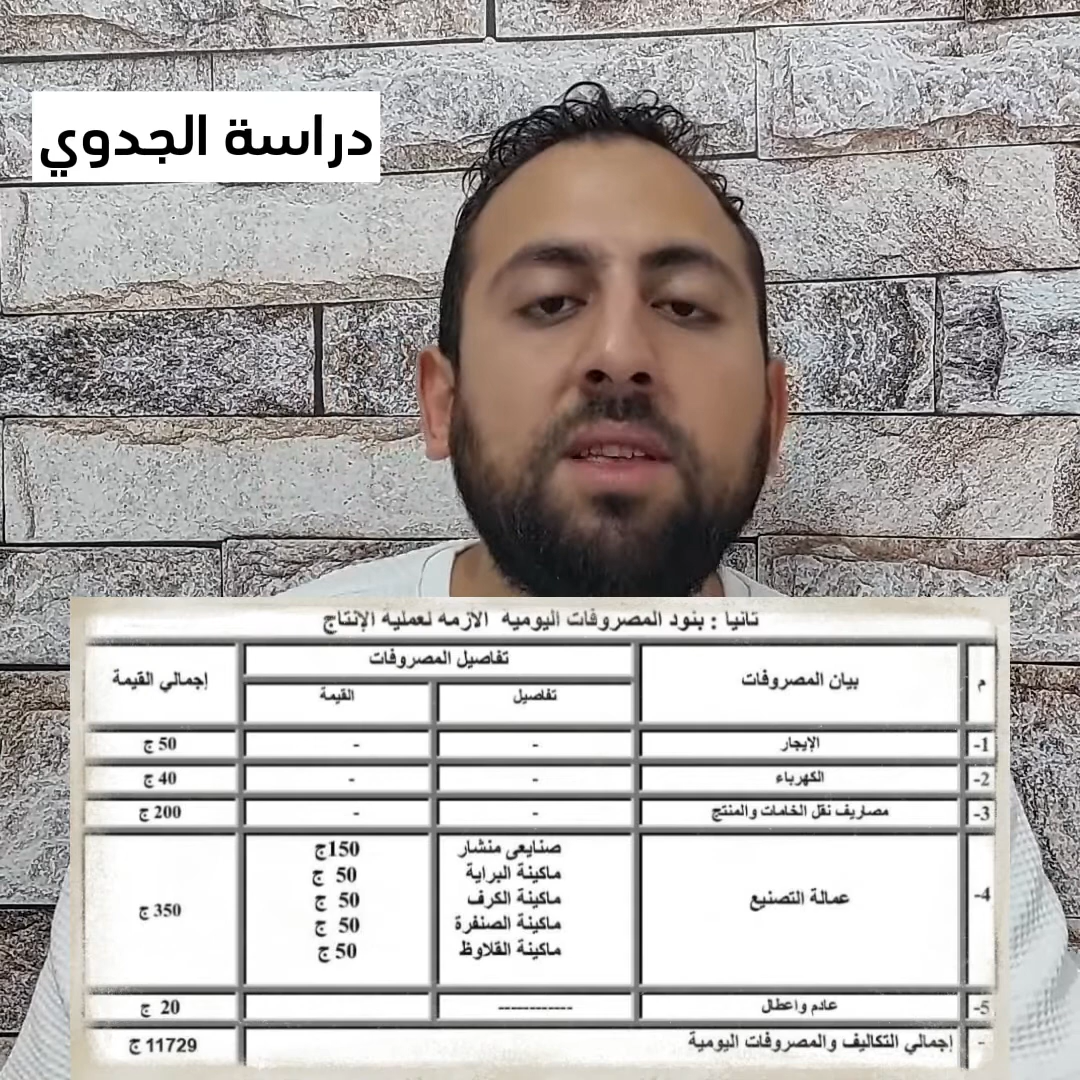 دراسة الجدوي
ثانيا : بنود المصروفات اليومية الازمه لعملية الإنتاج
م بيان المصروفات تفاصيل المصروفات إجمالي القيمة
تفاصيل القيمة
1- الإيجار - - 50 ج
2- الكهرباء - - 40 ج
3- مصاريف نقل الخامات والمنتج - - 200 ج
4- عمالة التصنيع صنايعى منشار 150ج 350 ج
ماكينة البراية 50 ج
ماكينة الكرف 50 ج
ماكينة الصنفرة 50 ج
ماكينة القلاوظ 50 ج
5- عادم واعطال ------------ 20 ج
- إجمالي التكاليف والمصروفات اليومية 11729 ج